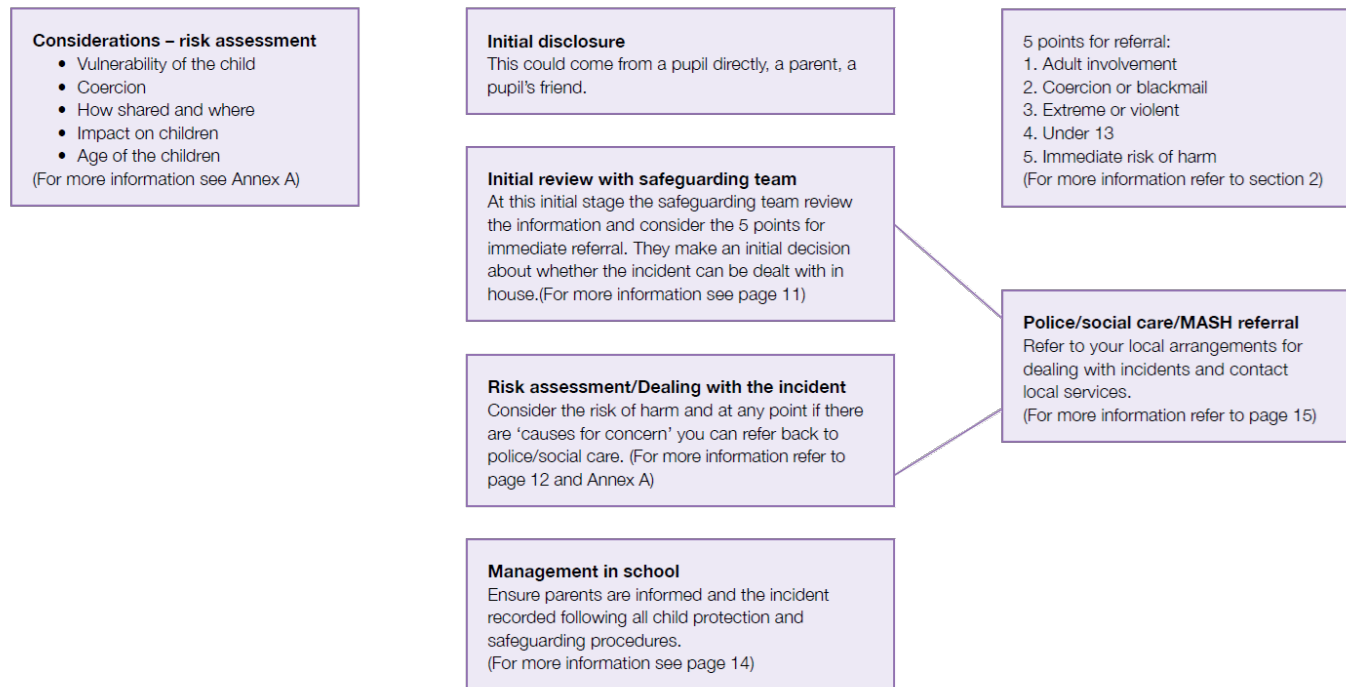 Considerations – risk assessment
• Vulnerability of the child
• Coercion
• How shared and where
• Impact on children
• Age of the children
(For more information see Annex A)
Initial disclosure
This could come from a pupil directly, a parent, a
pupil’s friend.
Initial review with safeguarding team
At this initial stage the safeguarding team review
the information and consider the 5 points for
immediate referral. They make an initial decision
about whether the incident can be dealt with in
house.(For more information see page 11)
Risk assessment/Dealing with the incident
Consider the risk of harm and at any point if there
are ‘causes for concern’ you can refer back to
police/social care. (For more information refer to
page 12 and Annex A)
Management in school
Ensure parents are informed and the incident
recorded following all child protection and
safeguarding procedures.
(For more information see page 14)
5 points for referral:
1. Adult involvement
2. Coercion or blackmail
3. Extreme or violent
4. Under 13
5. Immediate risk of harm
(For more information refer to section 2)
Police/social care/MASH referral
Refer to your local arrangements for
dealing with incidents and contact
local services.
(For more information refer to page 15)